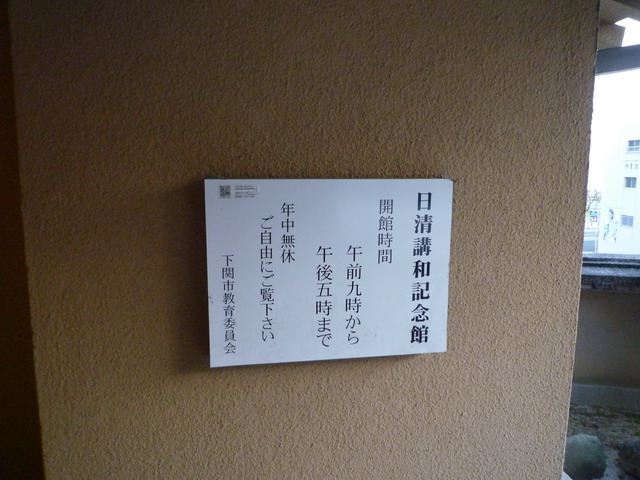 日清講和記念館
開館時間
午前九時から
午後五時まで
年中無休
ご自由にご覧下さい
下関市教育委員会